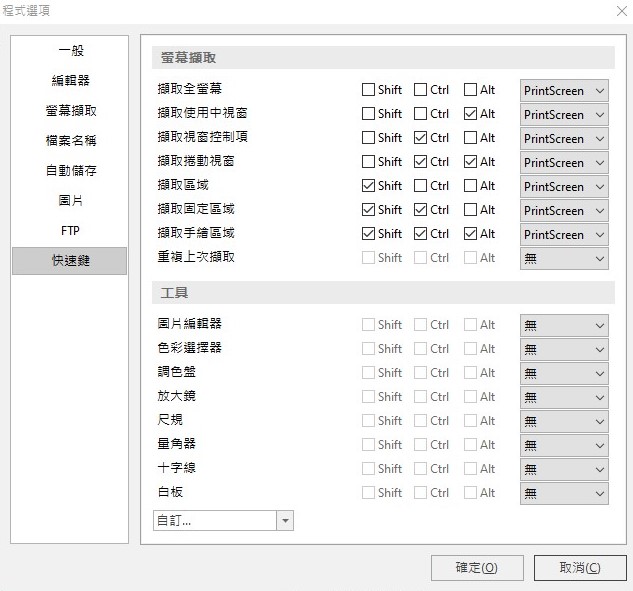 程式選項
一般
編輯器
螢幕擷取
檔案名稱
自動儲存
圖片
FTP
快速鍵
螢幕擷取
擷取全螢幕 Shift Ctrl Alt PrintScreen
擷取使用中視窗 Shift Ctrl Alt PrintScreen
擷取視窗控制項 Shift Ctrl Alt PrintScreen
擷取捲動視窗 Shift Ctrl Alt PrintScreen
擷取區域 Shift Ctrl Alt PrintScreen
擷取固定區域 Shift Ctrl Alt PrintScreen
擷取手繪區域 Shift Ctrl Alt PrintScreen
重複上次擷取 Shift Ctrl Alt 無
工具
圖片編輯器 Shift Ctrl Alt 無
色彩選擇器 Shift Ctrl Alt 無
調色盤 Shift Ctrl Alt 無
放大鏡 Shift Ctrl Alt 無
尺規 Shift Ctrl Alt 無
量角器 Shift Ctrl Alt 無
十字線 Shift Ctrl Alt 無
白板 Shift Ctrl Alt 無
自訂...
確定(O) 取消(C)